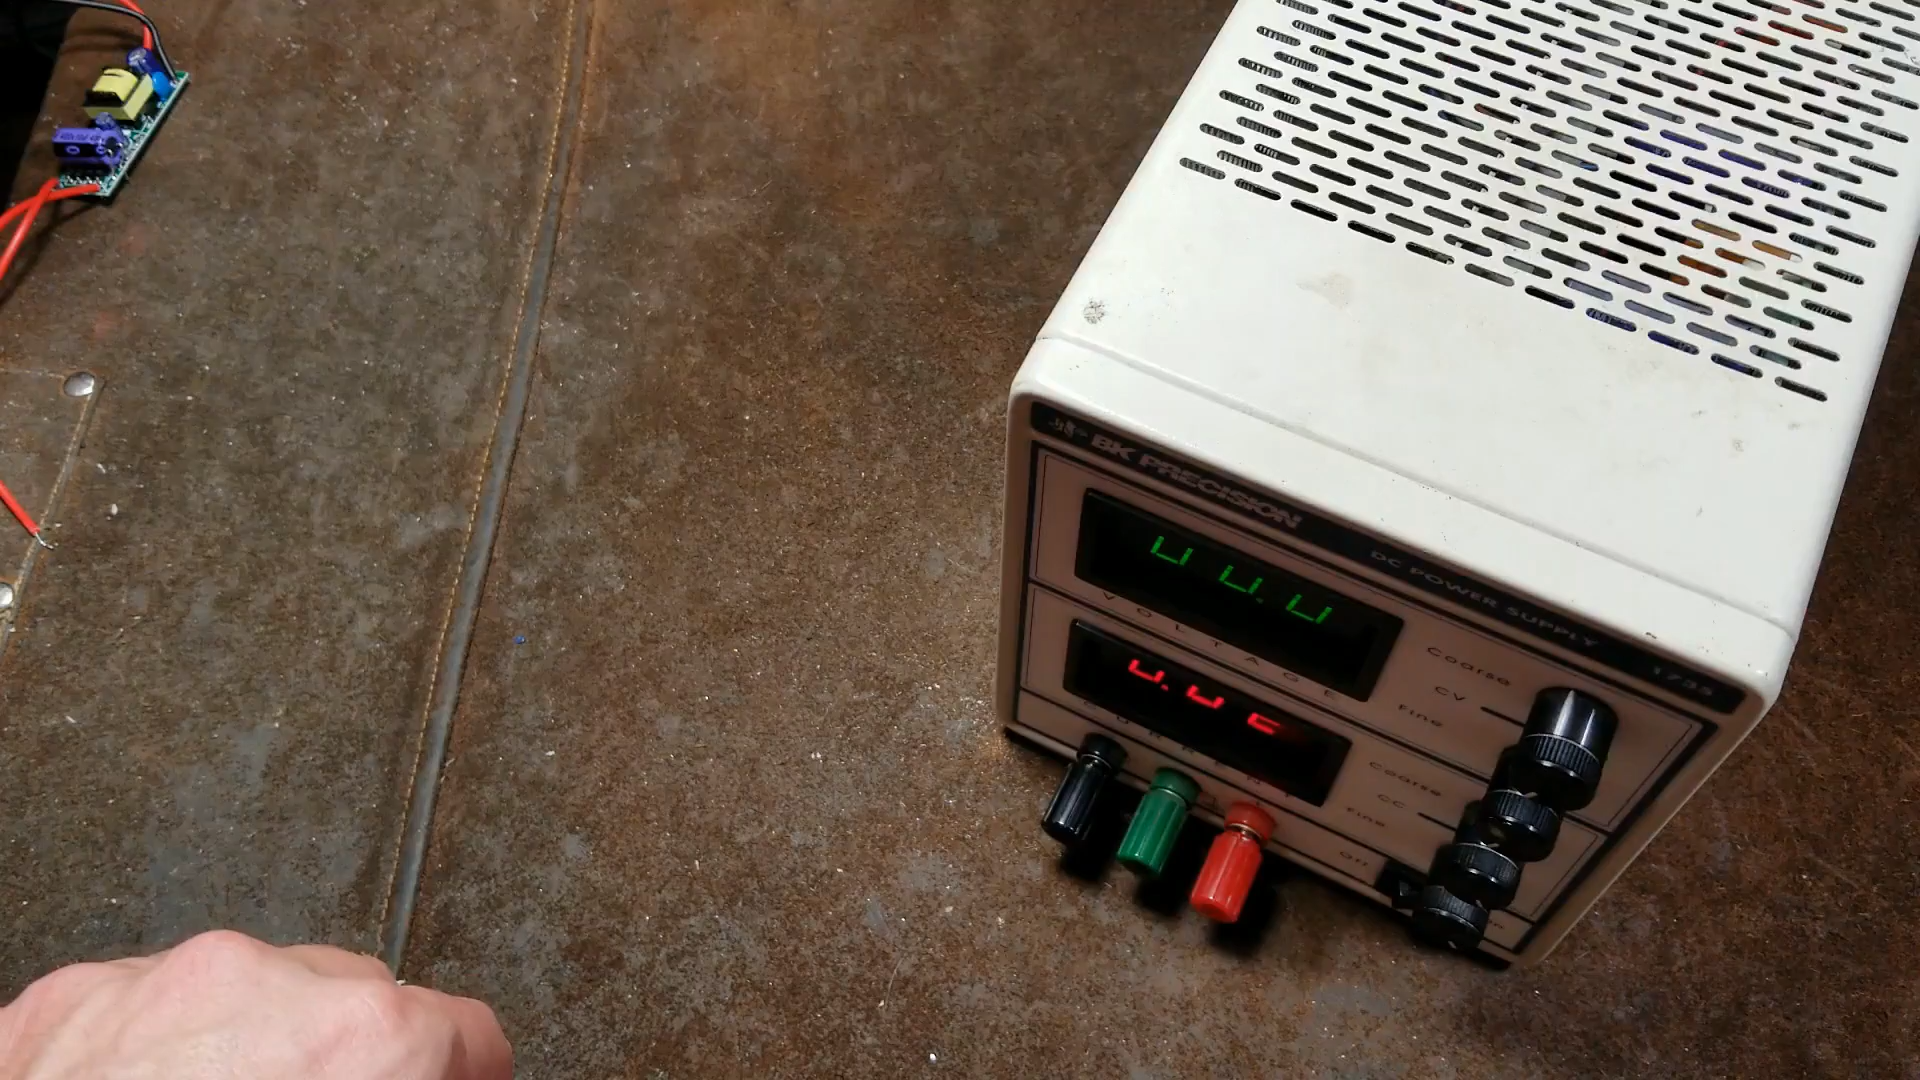 BK PRECISION
DC POWER SUPPLY 1735
VOLTAGE
Coarse
CV
Fine
CURRENT
Coarse
CC
Fine
Off